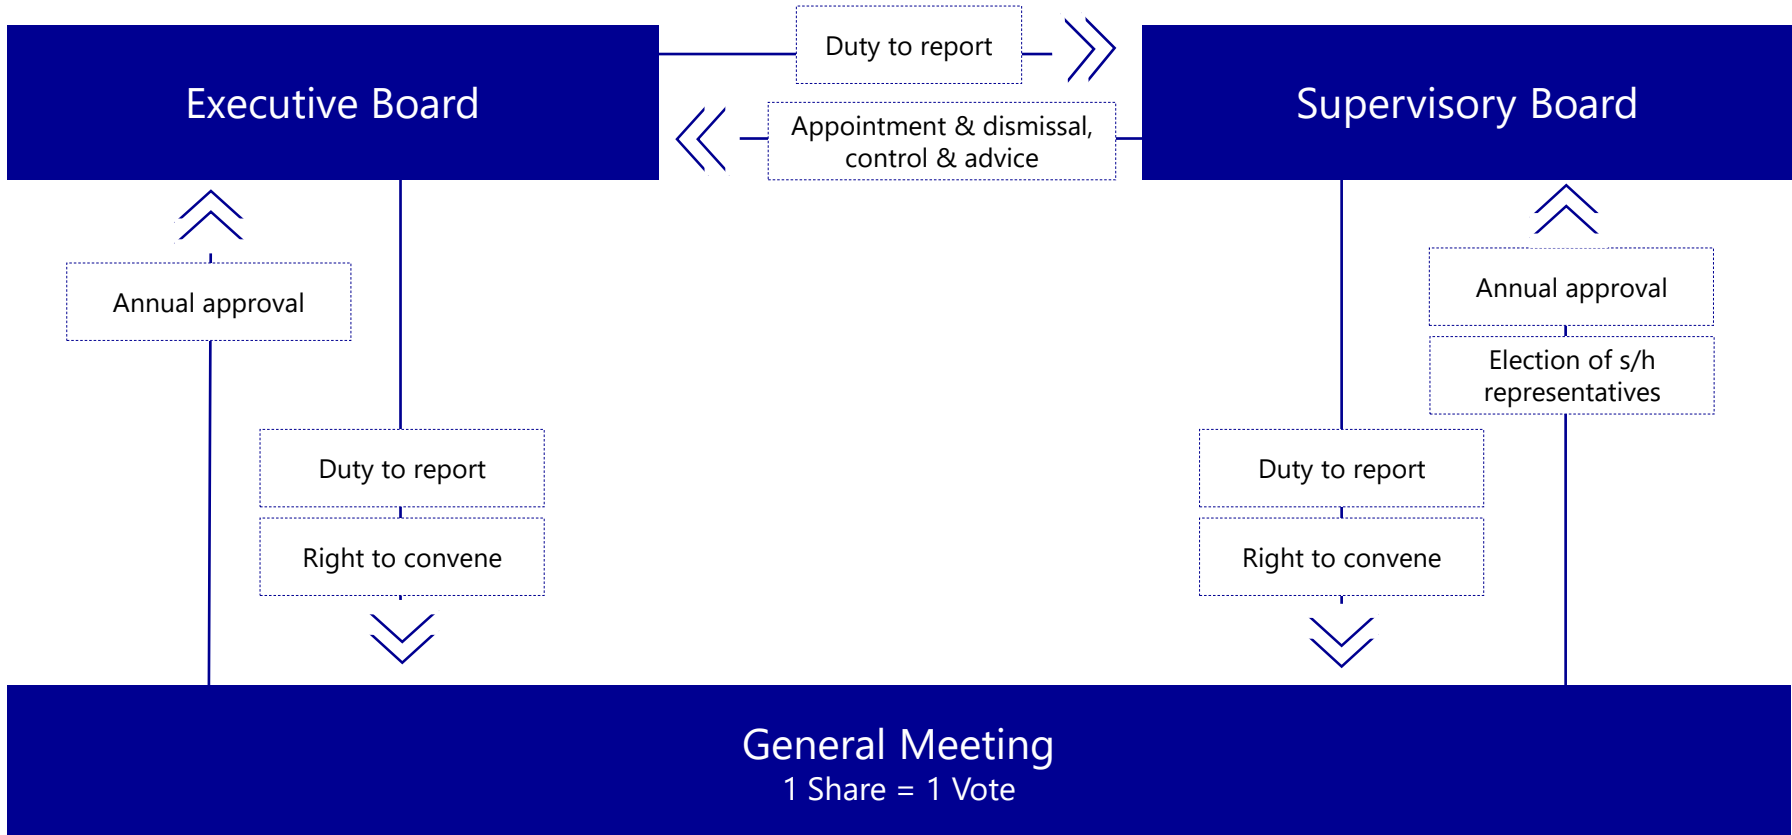 Duty to report
Executive Board
Supervisory Board
Appointment & dismissal,
control & advice
Annual approval
Annual approval
Election of s/h
representatives
Duty to report
Duty to report
Right to convene
Right to convene
General Meeting
1 Share = 1 Vote